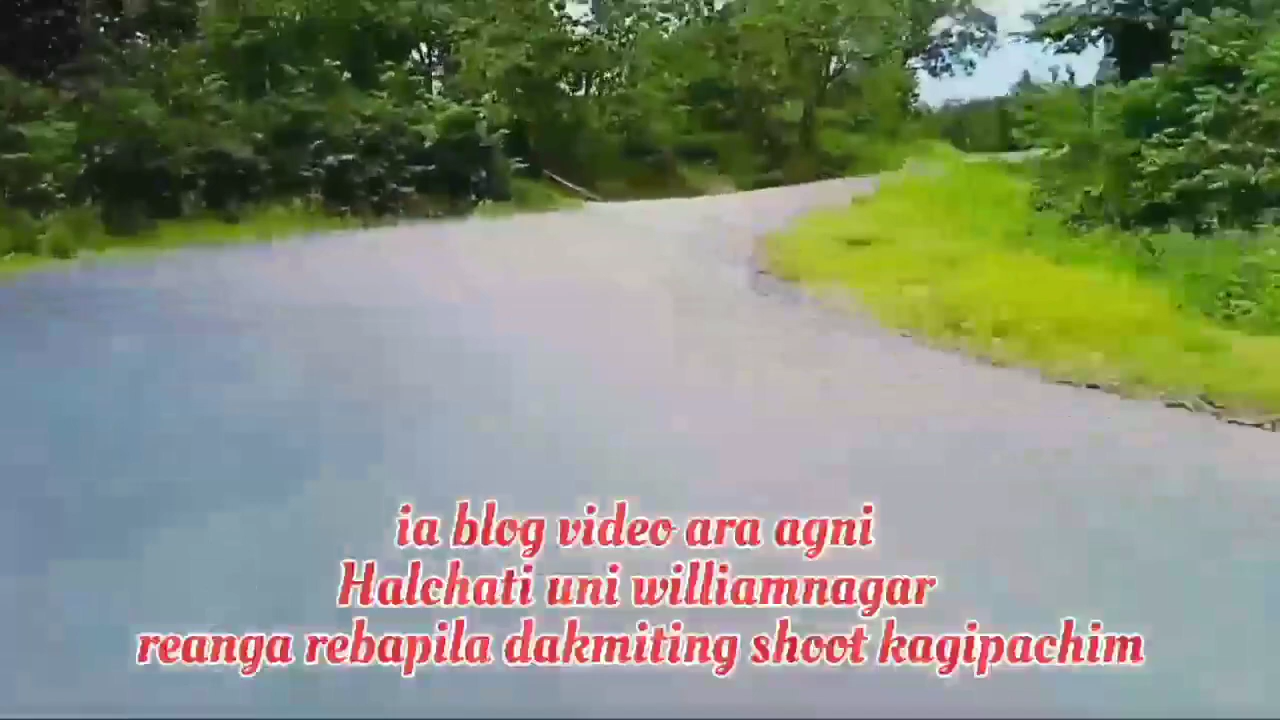 ia blog video ara agni
Halchati uni williamnagar
reanga rebapila dakmiting shoot kagipachim